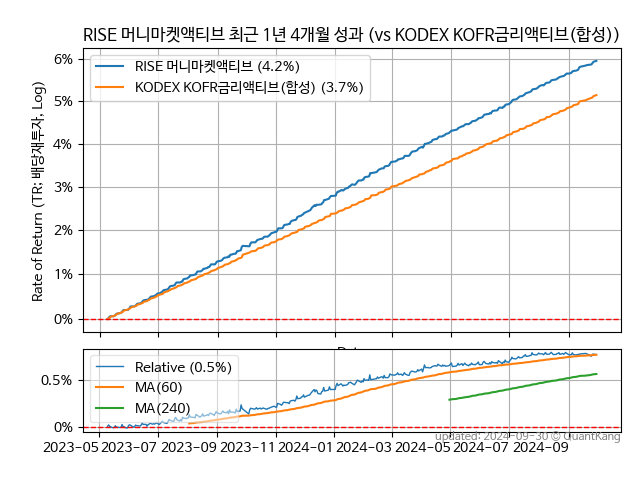 RISE 머니마켓액티브 최근 1년 4개월 성과 (vs KODEX KOFR금리액티브(합성))
Rate of Return (TR; 배당재투자, Log)
6%
5%
4%
3%
2%
1%
0%
RISE 머니마켓액티브 (4.2%)
KODEX KOFR금리액티브(합성) (3.7%)
0.5%
0%
Relative (0.5%)
MA(60)
MA(240)
2023-05 2023-07 2023-09 2023-11 2024-01 2024-03 2024-05 2024-07 2024-09
updated: 2024-09-30 © QuantKang